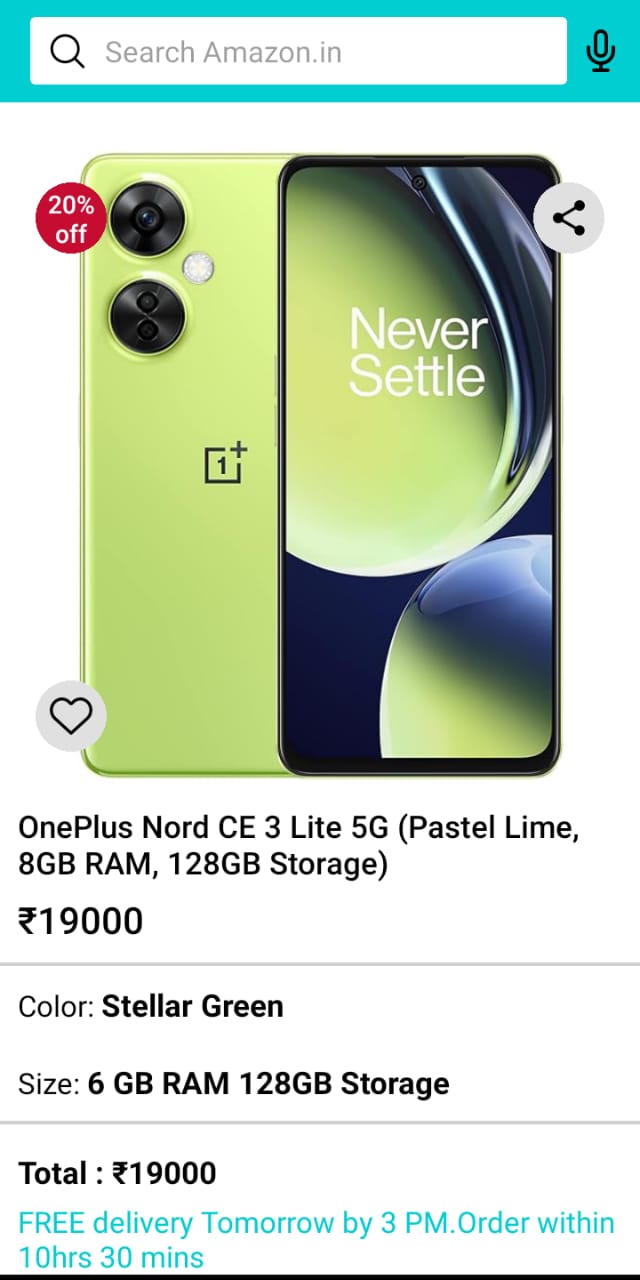 Search Amazon.in
20%
off
Never
Settle
1+
OnePlus Nord CE 3 Lite 5G (Pastel Lime,
8GB RAM, 128GB Storage)
₹19000
Color: Stellar Green
Size: 6 GB RAM 128GB Storage
Total : ₹19000
FREE delivery Tomorrow by 3 PM.Order within
10hrs 30 mins